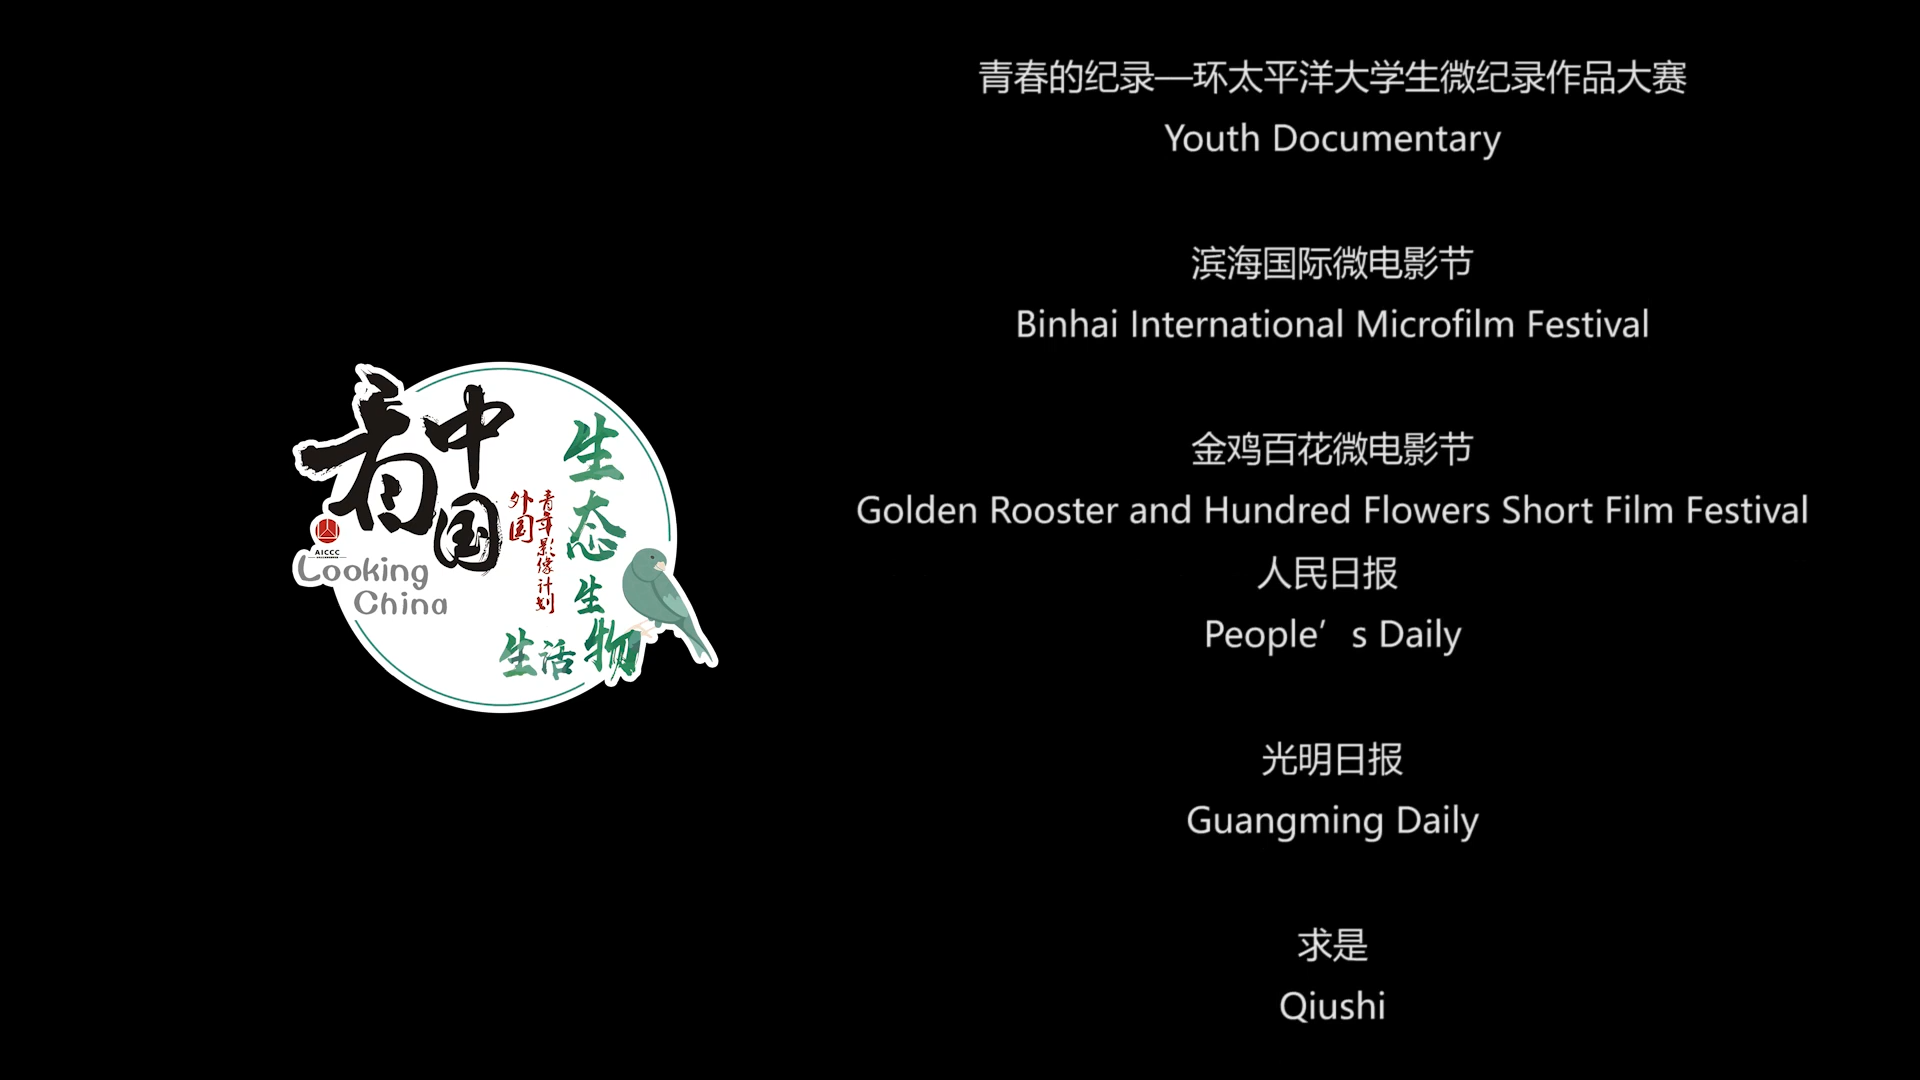 看中国
外国
青年影像计划
AICCC
Looking
China
生态
生物
生活
青春的纪录—环太平洋大学生微纪录作品大赛
Youth Documentary
滨海国际微电影节
Binhai International Microfilm Festival
金鸡百花微电影节
Golden Rooster and Hundred Flowers Short Film Festival
人民日报
People’s Daily
光明日报
Guangming Daily
求是
Qiushi